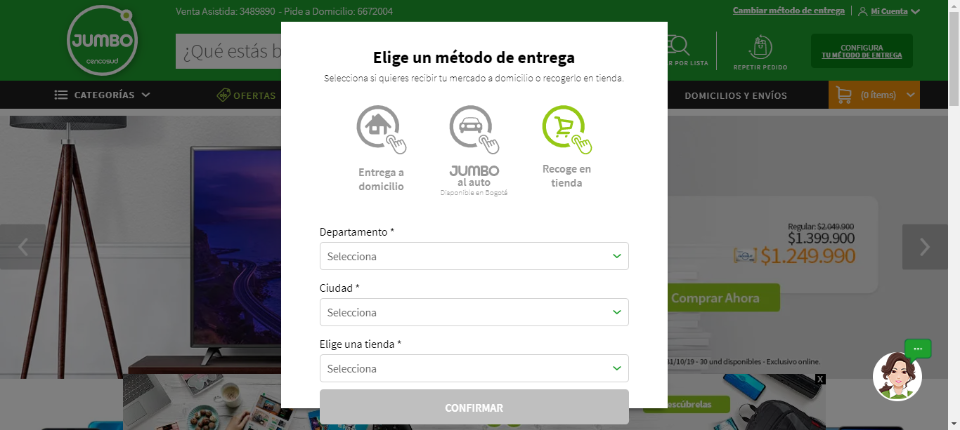 Venta Asistida: 3489890 - Pide a Domicilio: 6672004
Cambiar método de entrega
Mi Cuenta
JUMBO
cencosud
¿Qué estás b
R POR LISTA
REPETIR PEDIDO
CONFIGURA
TU MÉTODO DE ENTREGA
CATEGORÍAS
OFERTAS
DOMICILIOS Y ENVÍOS
(0 ítems)
Elige un método de entrega
Selecciona si quieres recibir tu mercado a domicilio o recogerlo en tienda.
Entrega a
domicilio
JUMBO
al auto
Disponible en Bogotá
Recoge en
tienda
Departamento *
Selecciona
Ciudad *
Selecciona
Elige una tienda *
Selecciona
CONFIRMAR
Regular: $2.049.900
$1.399.900
$1.249.990
Comprar Ahora
31/10/19 - 39 und disponibles - Exclusivo online.
X
scúbrelas